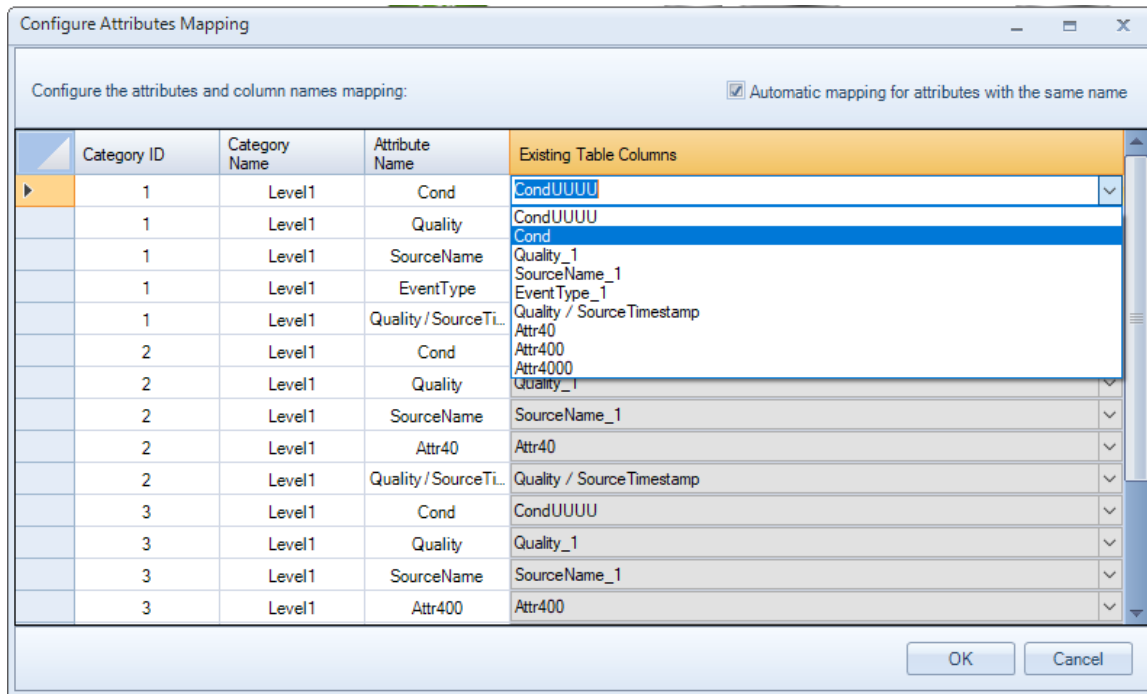 Configure Attributes Mapping
Configure the attributes and column names mapping:
Automatic mapping for attributes with the same name
Category ID Category Name Attribute Name Existing Table Columns
1 Level1 Cond CondUUUU
1 Level1 Quality
1 Level1 SourceName
1 Level1 EventType
1 Level1 Quality / SourceTi...
2 Level1 Cond
CondUUUU
Cond
Quality_1
SourceName_1
EventType_1
Quality / SourceTimestamp
Attr40
Attr400
Attr4000
2 Level1 Quality Quality_1
2 Level1 SourceName SourceName_1
2 Level1 Attr40 Attr40
2 Level1 Quality / SourceTi... Quality / SourceTimestamp
3 Level1 Cond CondUUUU
3 Level1 Quality Quality_1
3 Level1 SourceName SourceName_1
3 Level1 Attr400 Attr400
OK Cancel